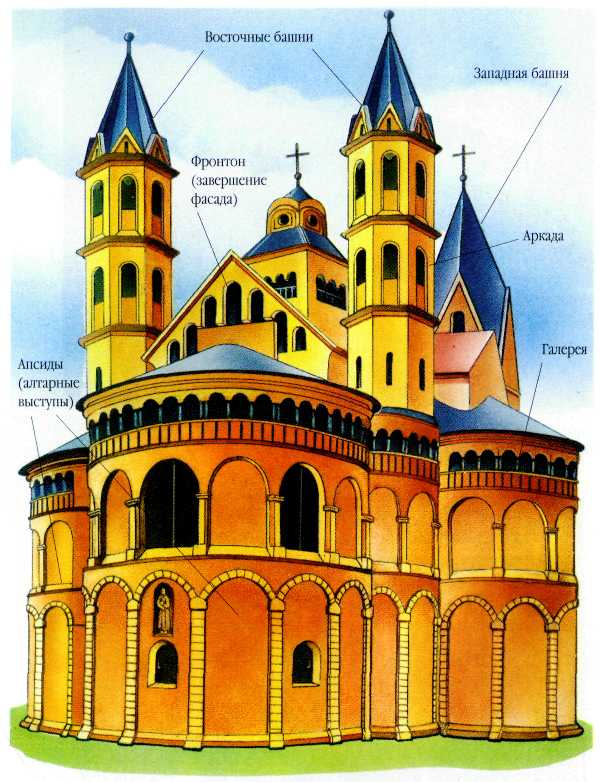 Восточные башни
Западная башня
Фронтон
(завершение
фасада)
Аркада
Галерея
Апсиды
(алтарные
выступы)